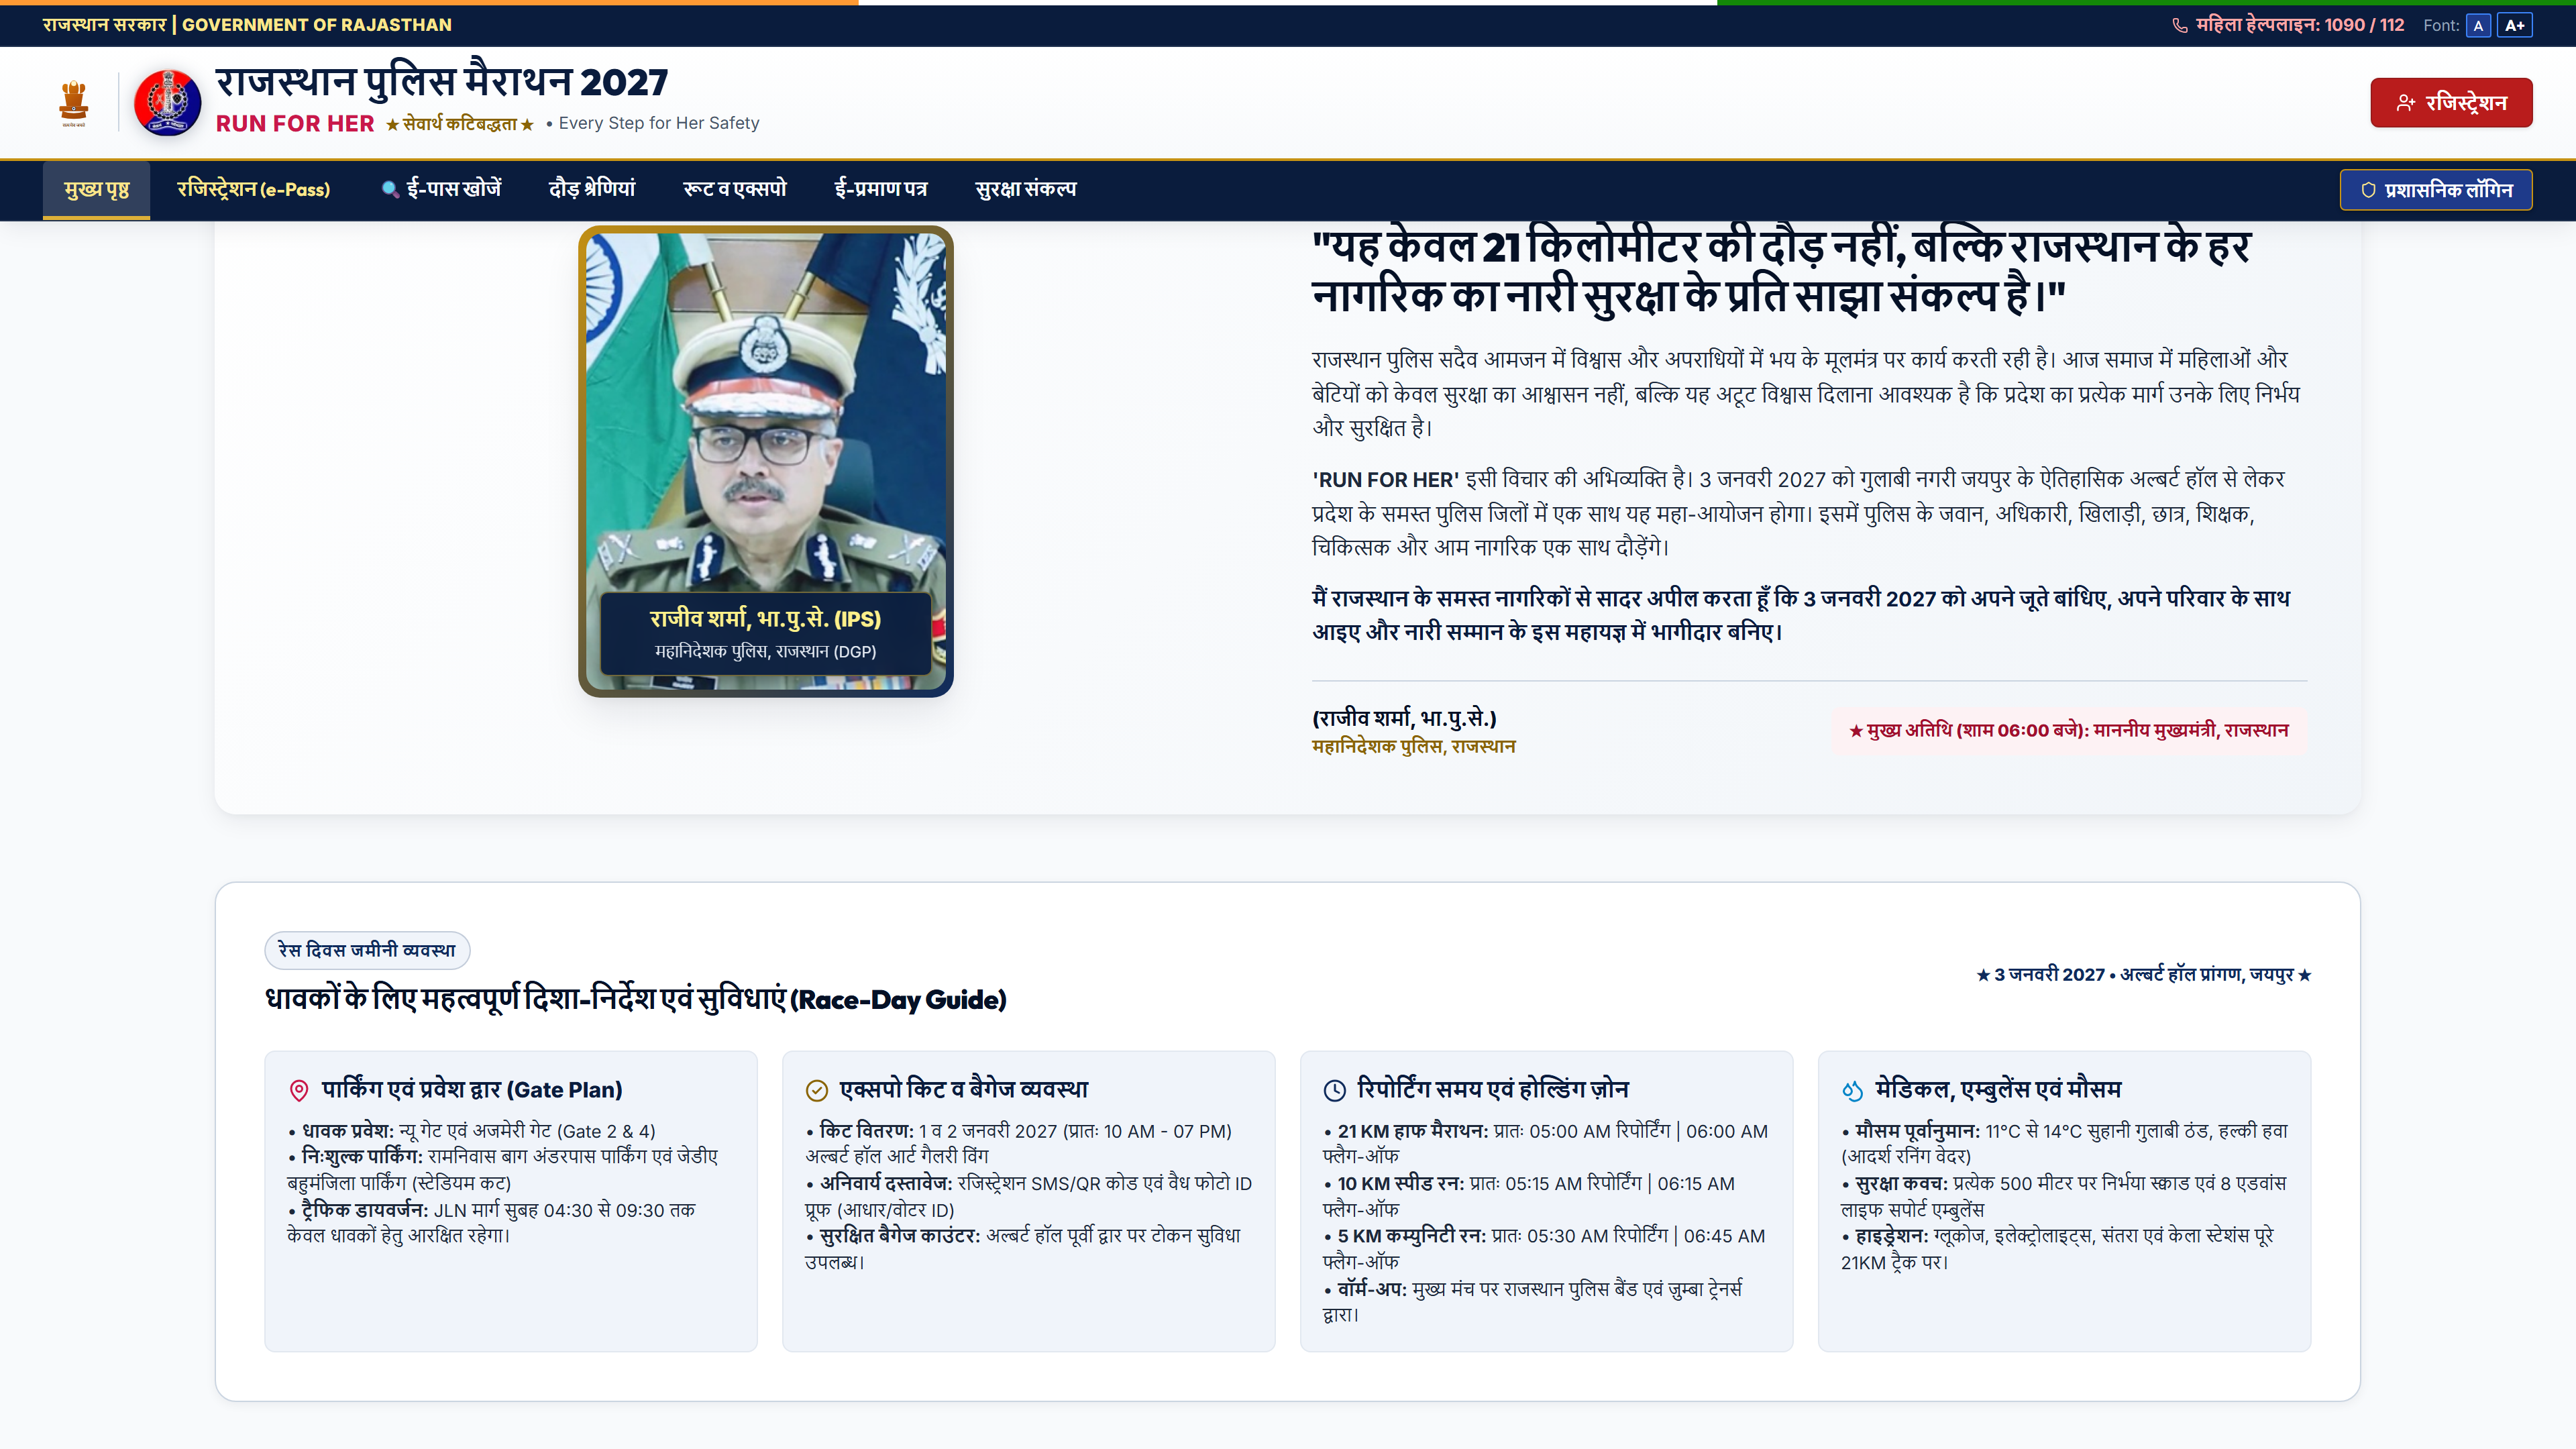 राजस्थान सरकार | GOVERNMENT OF RAJASTHAN
महिला हेल्पलाइन: 1090 / 112
Font: A A+
राजस्थान पुलिस मैराथन 2027
RUN FOR HER ★ सेवार्थ कटिबद्धता ★ • Every Step for Her Safety
रजिस्ट्रेशन
मुख्य पृष्ठ
रजिस्ट्रेशन (e-Pass)
ई-पास खोजें
दौड़ श्रेणियां
रूट व एक्सपो
ई-प्रमाण पत्र
सुरक्षा संकल्प
प्रशासनिक लॉगिन
राजीव शर्मा, भा.पु.से. (IPS)
महानिदेशक पुलिस, राजस्थान (DGP)
"यह केवल 21 किलोमीटर की दौड़ नहीं, बल्कि राजस्थान के हर
नागरिक का नारी सुरक्षा के प्रति साझा संकल्प है।"
राजस्थान पुलिस सदैव आमजन में विश्वास और अपराधियों में भय के मूलमंत्र पर कार्य करती रही है। आज समाज में महिलाओं और
बेटियों को केवल सुरक्षा का आश्वासन नहीं, बल्कि यह अटूट विश्वास दिलाना आवश्यक है कि प्रदेश का प्रत्येक मार्ग उनके लिए निर्भय
और सुरक्षित है।
'RUN FOR HER' इसी विचार की अभिव्यक्ति है। 3 जनवरी 2027 को गुलाबी नगरी जयपुर के ऐतिहासिक अल्बर्ट हॉल से लेकर
प्रदेश के समस्त पुलिस जिलों में एक साथ यह महा-आयोजन होगा। इसमें पुलिस के जवान, अधिकारी, खिलाड़ी, छात्र, शिक्षक,
चिकित्सक और आम नागरिक एक साथ दौड़ेंगे।
मैं राजस्थान के समस्त नागरिकों से सादर अपील करता हूँ कि 3 जनवरी 2027 को अपने जूते बांधिए, अपने परिवार के साथ
आइए और नारी सम्मान के इस महायज्ञ में भागीदार बनिए।
(राजीव शर्मा, भा.पु.से.)
महानिदेशक पुलिस, राजस्थान
★ मुख्य अतिथि (शाम 06:00 बजे): माननीय मुख्यमंत्री, राजस्थान
रेस दिवस जमीनी व्यवस्था
धावकों के लिए महत्वपूर्ण दिशा-निर्देश एवं सुविधाएं (Race-Day Guide)
★ 3 जनवरी 2027 • अल्बर्ट हॉल प्रांगण, जयपुर ★
पार्किंग एवं प्रवेश द्वार (Gate Plan)
• धावक प्रवेश: न्यू गेट एवं अजमेरी गेट (Gate 2 & 4)
• निःशुल्क पार्किंग: रामनिवास बाग अंडरपास पार्किंग एवं जेडीए
बहुमंजिला पार्किंग (स्टेडियम कट)
• ट्रैफिक डायवर्जन: JLN मार्ग सुबह 04:30 से 09:30 तक
केवल धावकों हेतु आरक्षित रहेगा।
एक्सपो किट व बैगेज व्यवस्था
• किट वितरण: 1 व 2 जनवरी 2027 (प्रातः 10 AM - 07 PM)
अल्बर्ट हॉल आर्ट गैलरी विंग
• अनिवार्य दस्तावेज: रजिस्ट्रेशन SMS/QR कोड एवं वैध फोटो ID
प्रूफ (आधार/वोटर ID)
• सुरक्षित बैगेज काउंटर: अल्बर्ट हॉल पूर्वी द्वार पर टोकन सुविधा
उपलब्ध।
रिपोर्टिंग समय एवं होल्डिंग ज़ोन
• 21 KM हाफ मैराथन: प्रातः 05:00 AM रिपोर्टिंग | 06:00 AM
फ्लैग-ऑफ
• 10 KM स्पीड रन: प्रातः 05:15 AM रिपोर्टिंग | 06:15 AM
फ्लैग-ऑफ
• 5 KM कम्युनिटी रन: प्रातः 05:30 AM रिपोर्टिंग | 06:45 AM
फ्लैग-ऑफ
• वॉर्म-अप: मुख्य मंच पर राजस्थान पुलिस बैंड एवं ज़ुम्बा ट्रेनर्स
द्वारा।
मेडिकल, एम्बुलेंस एवं मौसम
• मौसम पूर्वानुमान: 11°C से 14°C सुहानी गुलाबी ठंड, हल्की हवा
(आदर्श रनिंग वेदर)
• सुरक्षा कवच: प्रत्येक 500 मीटर पर निर्भया स्क्वाड एवं 8 एडवांस
लाइफ सपोर्ट एम्बुलेंस
• हाइड्रेशन: ग्लूकोज, इलेक्ट्रोलाइट्स, संतरा एवं केला स्टेशंस पूरे
21KM ट्रैक पर।